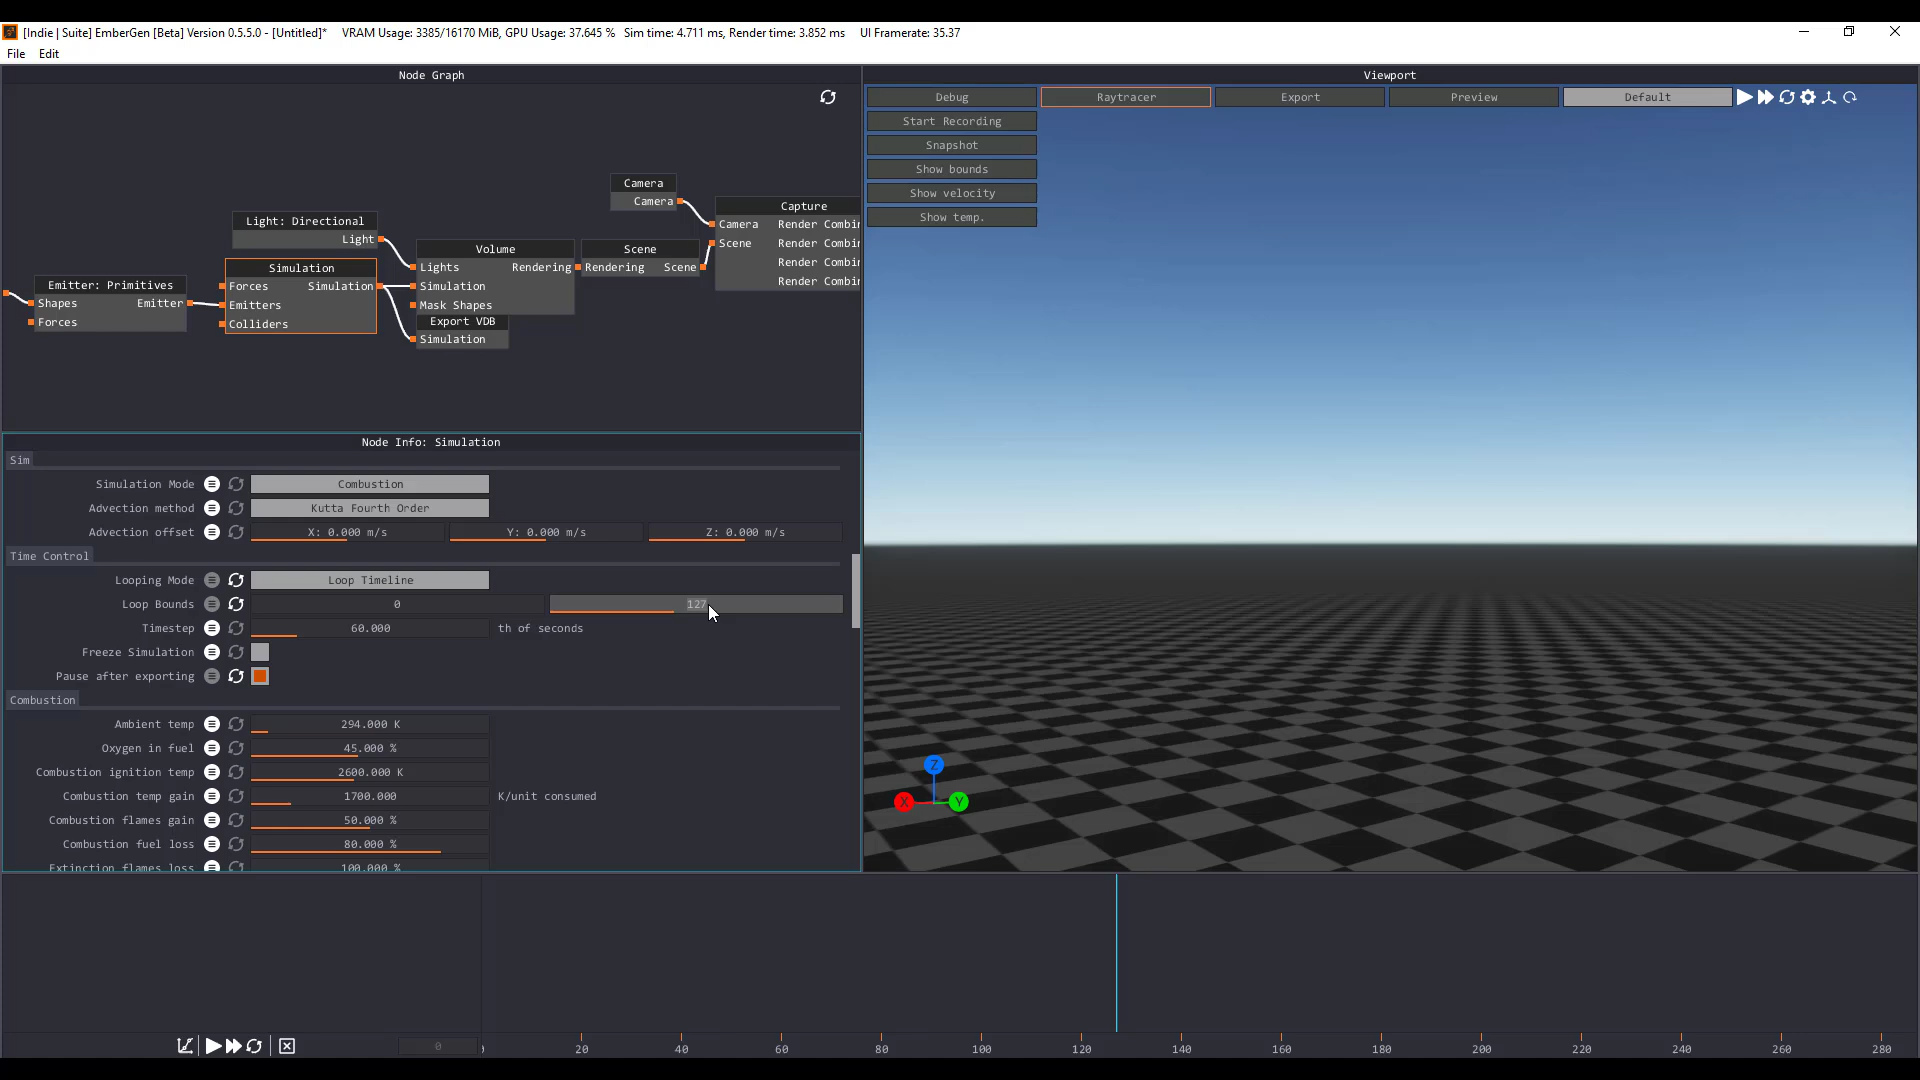 [Indie | Suite] EmberGen [Beta] Version 0.5.5.0 - [Untitled]* VRAM Usage: 3385/16170 MiB, GPU Usage: 37.645 % Sim time: 4.711 ms, Render time: 3.852 ms UI Framerate: 35.37
File Edit
Node Graph
Camera
Camera
Capture
Camera Render Combin
Scene Render Combin
Render Combin
Render Combin
Light: Directional
Light
Volume
Lights Rendering
Simulation
Mask Shapes
Scene
Rendering Scene
Simulation
Forces Simulation
Emitters
Colliders
Emitter: Primitives
Shapes Emitter
Forces
Export VDB
Simulation
Node Info: Simulation
Sim
Simulation Mode Combustion
Advection method Kutta Fourth Order
Advection offset X: 0.000 m/s Y: 0.000 m/s Z: 0.000 m/s
Time Control
Looping Mode Loop Timeline
Loop Bounds 0 127
Timestep 60.000 th of seconds
Freeze Simulation
Pause after exporting
Combustion
Ambient temp 294.000 K
Oxygen in fuel 45.000 %
Combustion ignition temp 2600.000 K
Combustion temp gain 1700.000 K/unit consumed
Combustion flames gain 50.000 %
Combustion fuel loss 80.000 %
Extinction flames loss 100.000 %
Viewport
Debug Raytracer Export Preview Default
Start Recording
Snapshot
Show bounds
Show velocity
Show temp.
Z
X Y
0
20 40 60 80 100 120 140 160 180 200 220 240 260 280